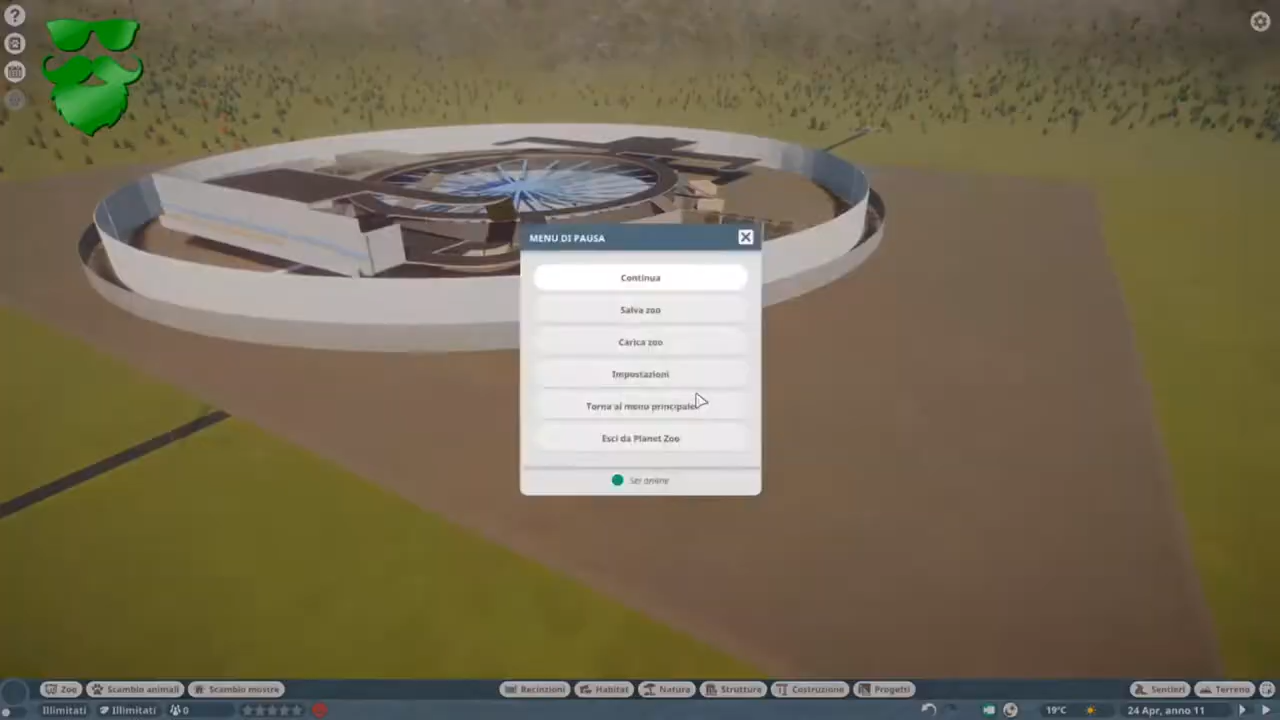 ?
MENU DI PAUSA
Continua
Salva zoo
Carica zoo
Impostazioni
Torna al menu principale
Esci da Planet Zoo
Sei online
Zoo
Scambio animali
Scambio mostre
Recinzioni
Habitat
Natura
Strutture
Costruzione
Progetti
Sentieri
Terreno
Illimitati
Illimitati
0
19°C
24 Apr, anno 11